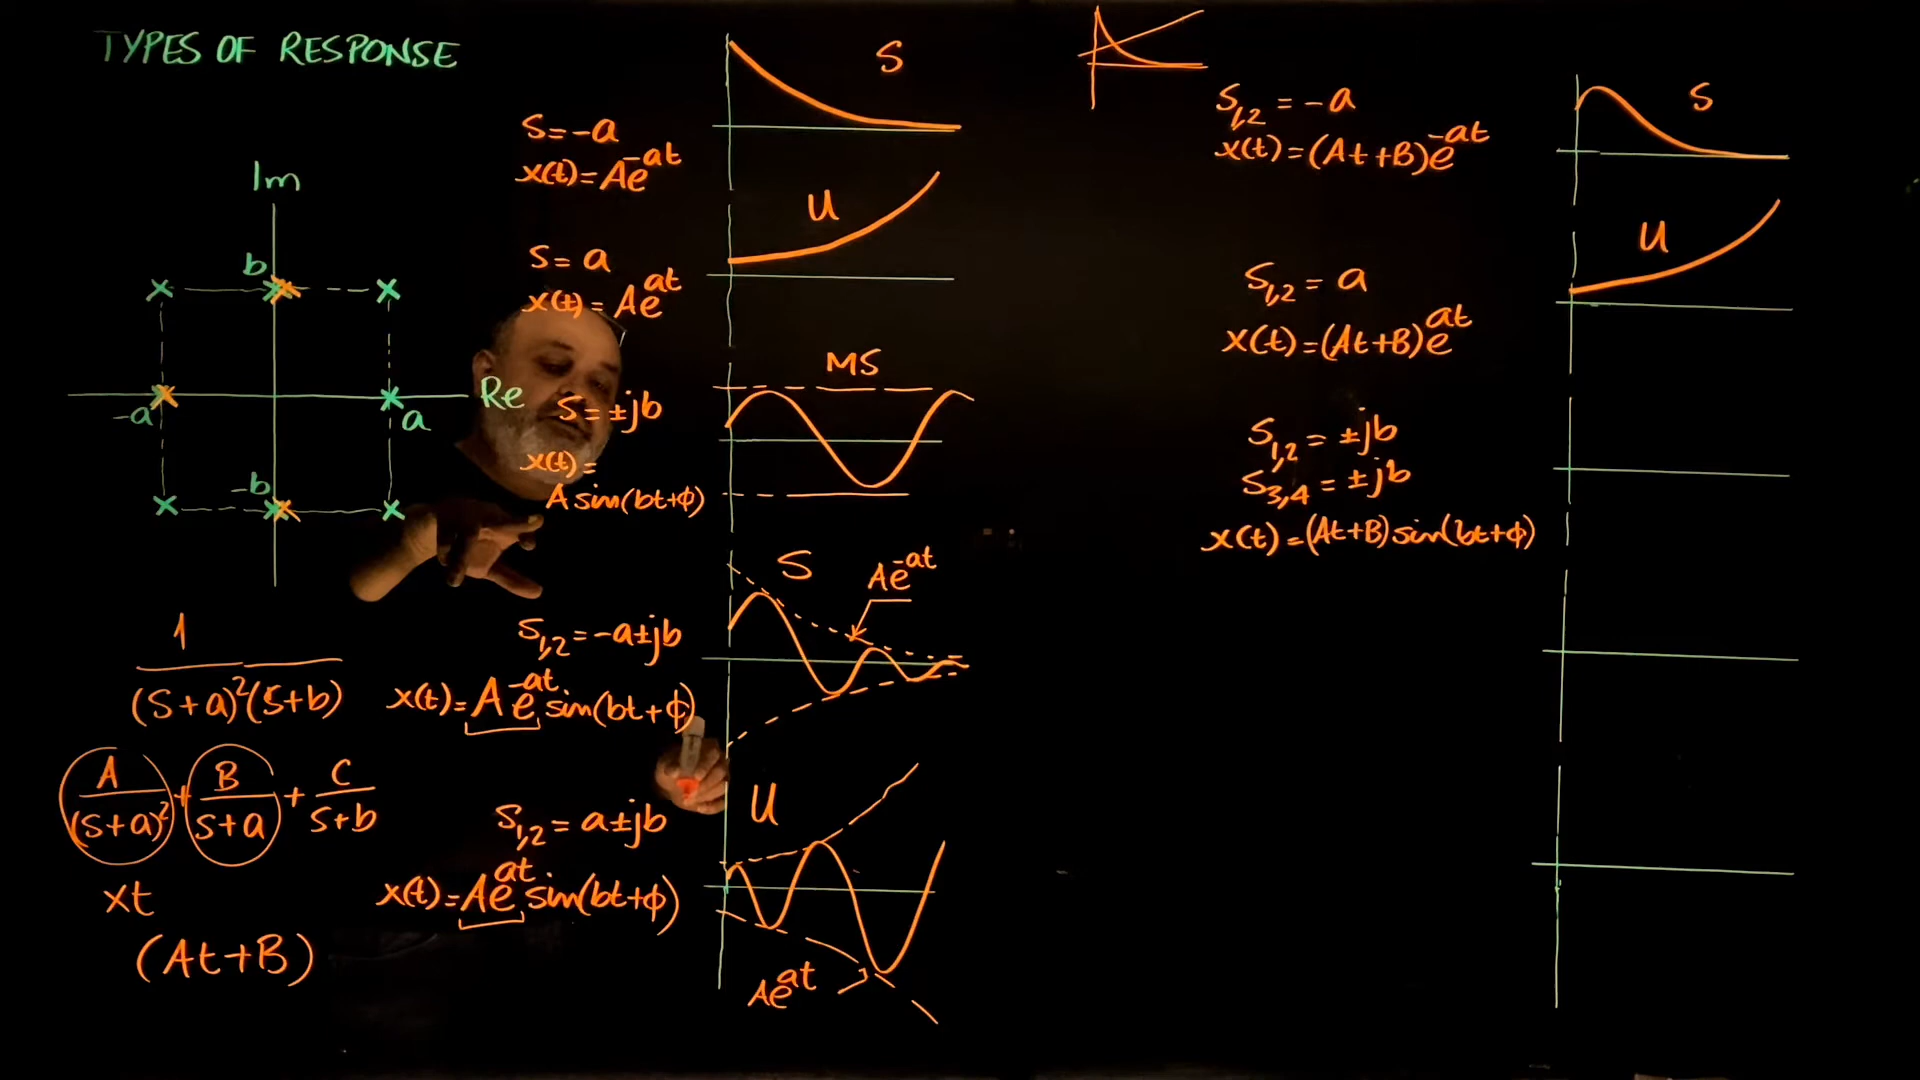 TYPES OF RESPONSE
Im
b
-a
Re
a
-b
1
(S+a)²(s+b)
A + B + C
(s+a)² s+a s+b
xt
(At+B)
S=-a
x(t)=Ae^-at
S
S=a
x(t)=Ae^at
U
S=±jb
x(t)=
A sin(bt+ϕ)
MS
S1,2=-a±jb
x(t)=Ae^-at sin(bt+ϕ)
S
Ae^-at
S1,2=a±jb
x(t)=Ae^at sin(bt+ϕ)
U
Ae^at
S1,2=-a
x(t)=(At+B)e^-at
S
S1,2=a
x(t)=(At+B)e^at
U
S1,2=±jb
S3,4=±jb
x(t)=(At+B)sin(bt+ϕ)